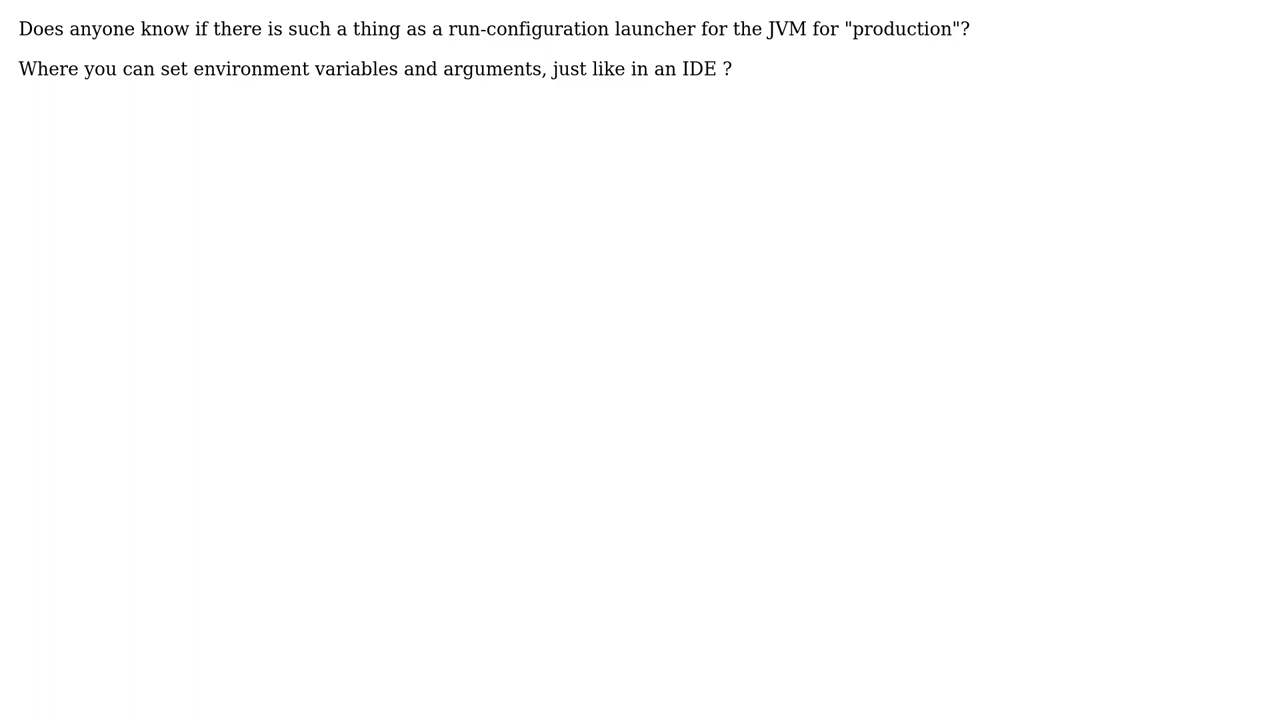 Does anyone know if there is such a thing as a run-configuration launcher for the JVM for "production"?
Where you can set environment variables and arguments, just like in an IDE ?